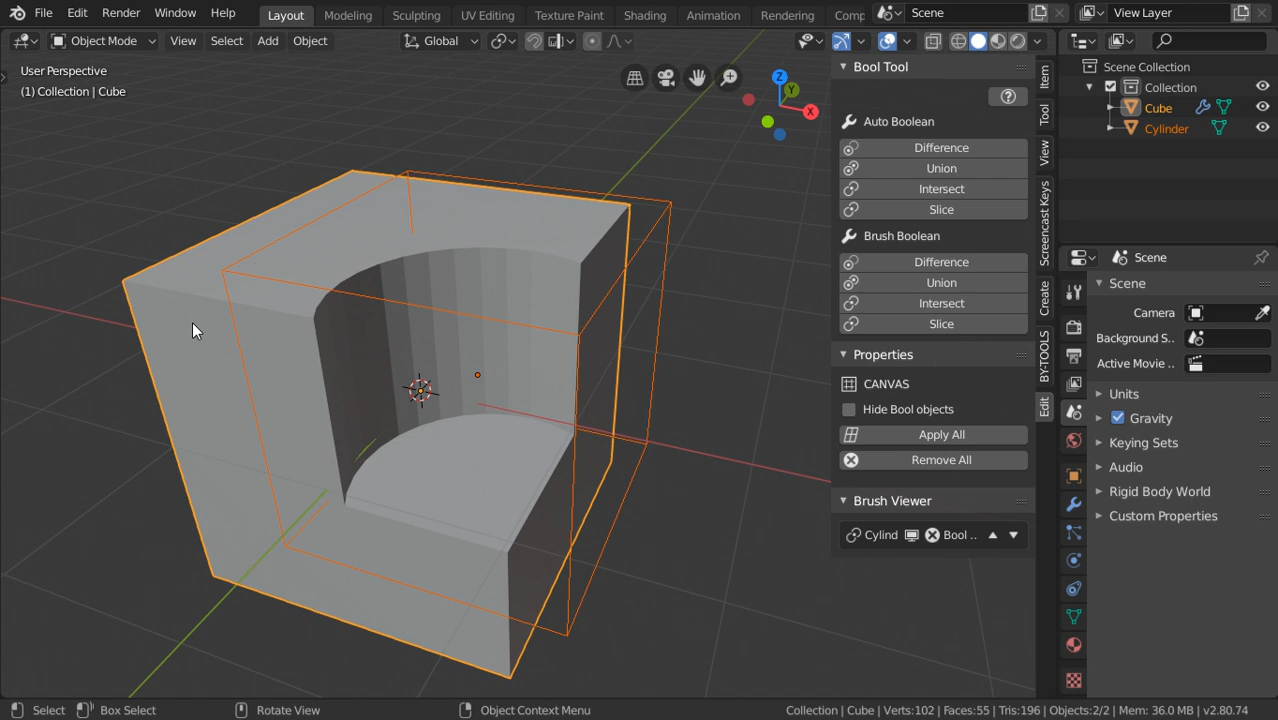 File Edit Render Window Help Layout Modeling Sculpting UV Editing Texture Paint Shading Animation Rendering Comp Scene View Layer
Object Mode View Select Add Object Global
User Perspective
(1) Collection | Cube
Z
Y
X
Bool Tool
Auto Boolean
Difference
Union
Intersect
Slice
Brush Boolean
Difference
Union
Intersect
Slice
Properties
CANVAS
Hide Bool objects
Apply All
Remove All
Brush Viewer
Cylind Bool ..
Item
Tool
View
Screencast Keys
Create
BY-TOOLS
Edit
Scene Collection
Collection
Cube
Cylinder
Scene
Scene
Camera
Background S..
Active Movie ..
Units
Gravity
Keying Sets
Audio
Rigid Body World
Custom Properties
Select Box Select Rotate View Object Context Menu Collection | Cube | Verts:102 | Faces:55 | Tris:196 | Objects:2/2 | Mem: 36.0 MB | v2.80.74